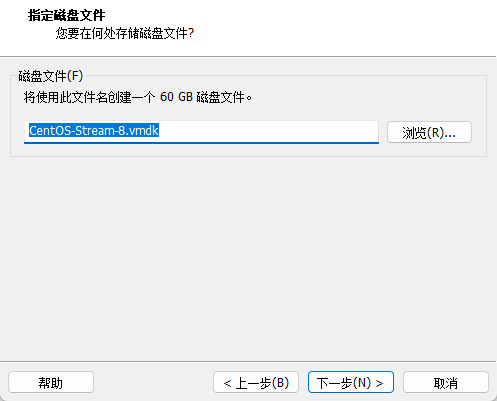 指定磁盘文件
您要在何处存储磁盘文件?
磁盘文件(F)
将使用此文件名创建一个 60 GB 磁盘文件。
CentOS-Stream-8.vmdk
浏览(R)...
帮助
< 上一步(B)
下一步(N) >
取消